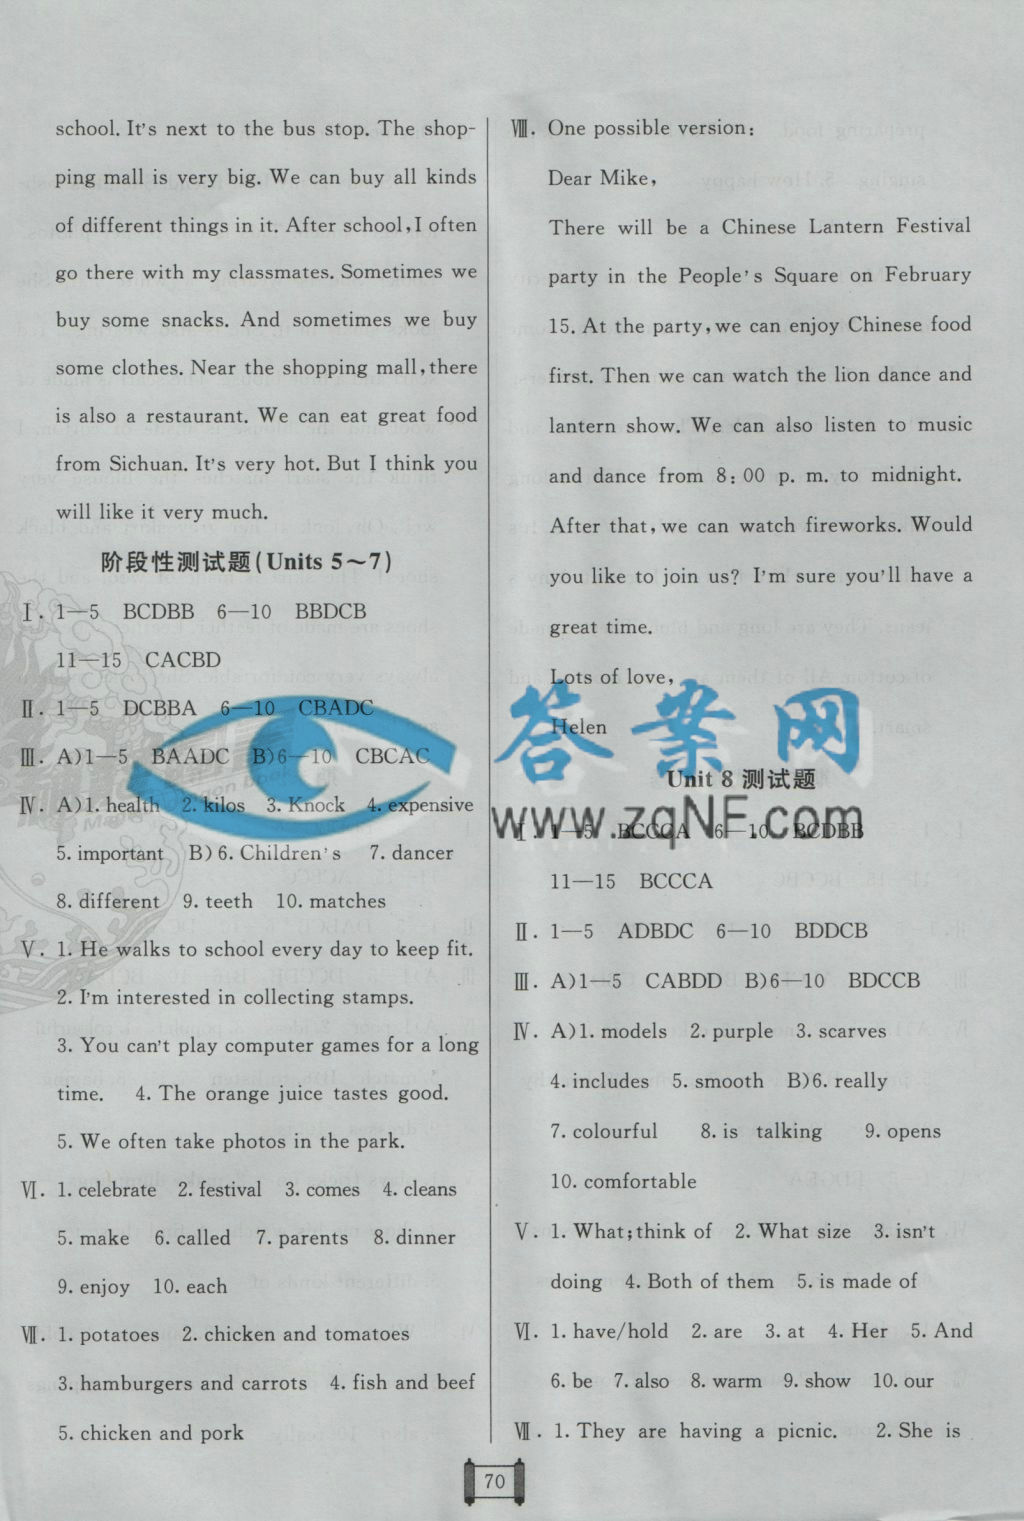 school. It's next to the bus stop. The shop-
ping mall is very big. We can buy all kinds
of different things in it. After school, I often
go there with my classmates. Sometimes we
buy some snacks. And sometimes we buy
some clothes. Near the shopping mall, there
is also a restaurant. We can eat great food
from Sichuan. It's very hot. But I think you
will like it very much.
阶段性测试题(Units 5~7)
Ⅰ. 1—5 BCDBB 6—10 BBDCB
11—15 CACBD
Ⅱ. 1—5 DCBBA 6—10 CBADC
Ⅲ. A)1—5 BAADC B)6—10 CBCAC
Ⅳ. A)1. health 2. kilos 3. Knock 4. expensive
5. important B)6. Children's 7. dancer
8. different 9. teeth 10. matches
Ⅴ. 1. He walks to school every day to keep fit.
2. I'm interested in collecting stamps.
3. You can't play computer games for a long
time. 4. The orange juice tastes good.
5. We often take photos in the park.
Ⅵ. 1. celebrate 2. festival 3. comes 4. cleans
5. make 6. called 7. parents 8. dinner
9. enjoy 10. each
Ⅶ. 1. potatoes 2. chicken and tomatoes
3. hamburgers and carrots 4. fish and beef
5. chicken and pork
Ⅷ. One possible version:
Dear Mike,
There will be a Chinese Lantern Festival
party in the People's Square on February
15. At the party, we can enjoy Chinese food
first. Then we can watch the lion dance and
lantern show. We can also listen to music
and dance from 8:00 p. m. to midnight.
After that, we can watch fireworks. Would
you like to join us? I'm sure you'll have a
great time.
Lots of love,
Helen
答案网
Unit 8 测试题
www.zqNF.com
Ⅰ. 1—5 BCCCA 6—10 BCDBB
11—15 BCCCA
Ⅱ. 1—5 ADBDC 6—10 BDDCB
Ⅲ. A)1—5 CABDD B)6—10 BDCCB
Ⅳ. A)1. models 2. purple 3. scarves
4. includes 5. smooth B)6. really
7. colourful 8. is talking 9. opens
10. comfortable
Ⅴ. 1. What; think of 2. What size 3. isn't
doing 4. Both of them 5. is made of
Ⅵ. 1. have/hold 2. are 3. at 4. Her 5. And
6. be 7. also 8. warm 9. show 10. our
Ⅶ. 1. They are having a picnic. 2. She is
70